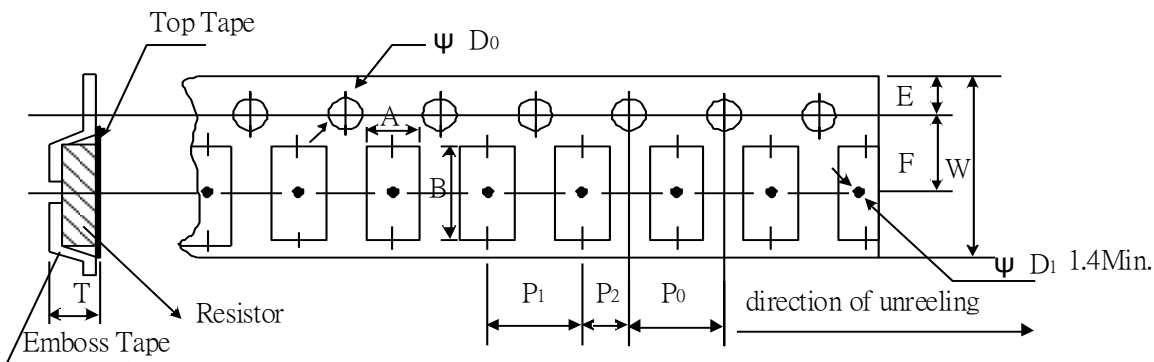 Top Tape
Ψ D₀
E
A
F
W
B
Ψ D₁ 1.4Min.
T
P₁
P₂
P₀
direction of unreeling
Resistor
Emboss Tape